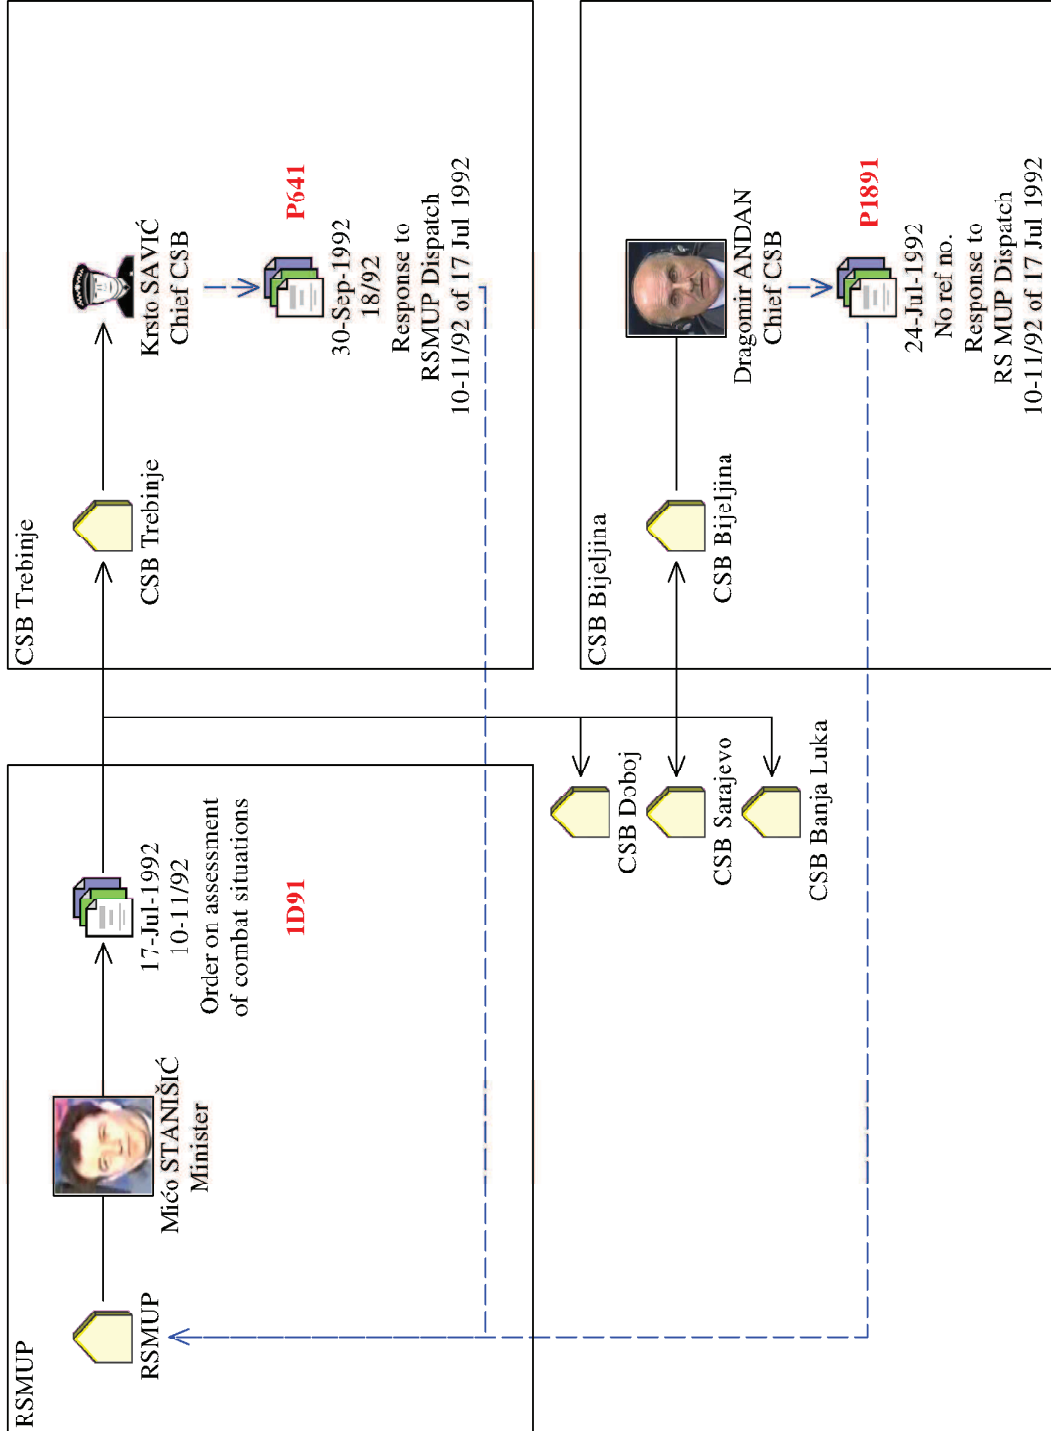 RSMUP
RSMUP
Mićo STANIŠIĆ
Minister
17-Jul-1992
10-11/92
Order on assessment
of combat situations
1D91
CSB Trebinje
CSB Trebinje
Krsto SAVIĆ
Chief CSB
P641
30-Sep-1992
18/92
Response to
RSMUP Dispatch
10-11/92 of 17 Jul 1992
CSB Doboj
CSB Sarajevo
CSB Banja Luka
CSB Bijeljina
CSB Bijeljina
Dragomir ANDAN
Chief CSB
P1891
24-Jul-1992
No ref no.
Response to
RS MUP Dispatch
10-11/92 of 17 Jul 1992